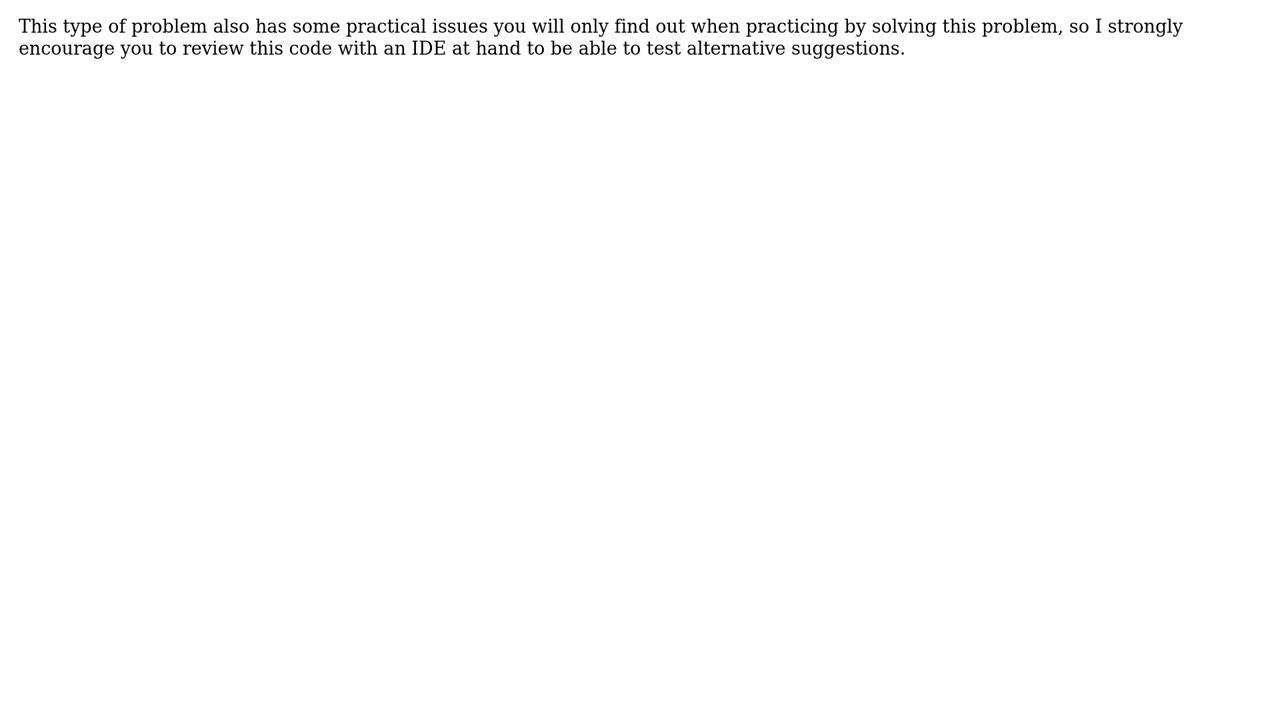 This type of problem also has some practical issues you will only find out when practicing by solving this problem, so I strongly
encourage you to review this code with an IDE at hand to be able to test alternative suggestions.